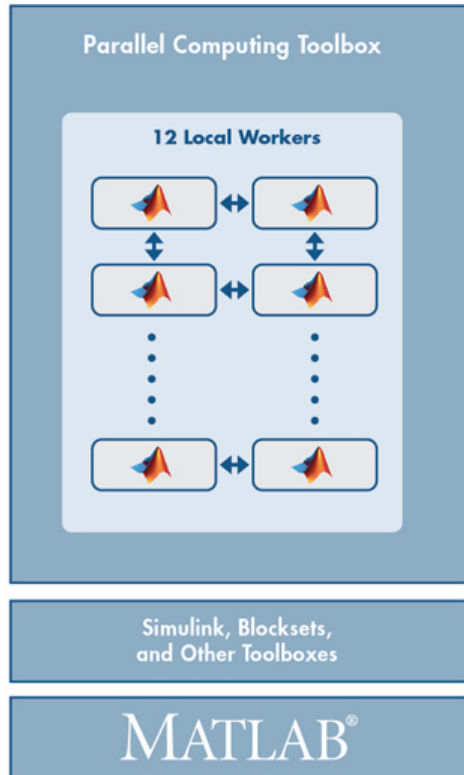 Parallel Computing Toolbox
12 Local Workers
Simulink, Blocksets,
and Other Toolboxes
MATLAB®